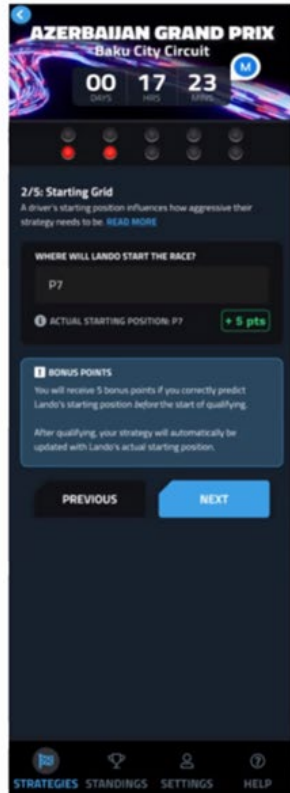 AZERBAIJAN GRAND PRIX
Baku City Circuit
M
00 17 23
DAYS HRS MINS
2/5: Starting Grid
A driver's starting position influences how aggressive their
strategy needs to be. READ MORE
WHERE WILL LANDO START THE RACE?
P7
ACTUAL STARTING POSITION: P7 + 5 pts
BONUS POINTS
You will receive 5 bonus points if you correctly predict
Lando's starting position before the start of qualifying.
After qualifying, your strategy will automatically be
updated with Lando's actual starting position.
PREVIOUS NEXT
STRATEGIES STANDINGS SETTINGS HELP